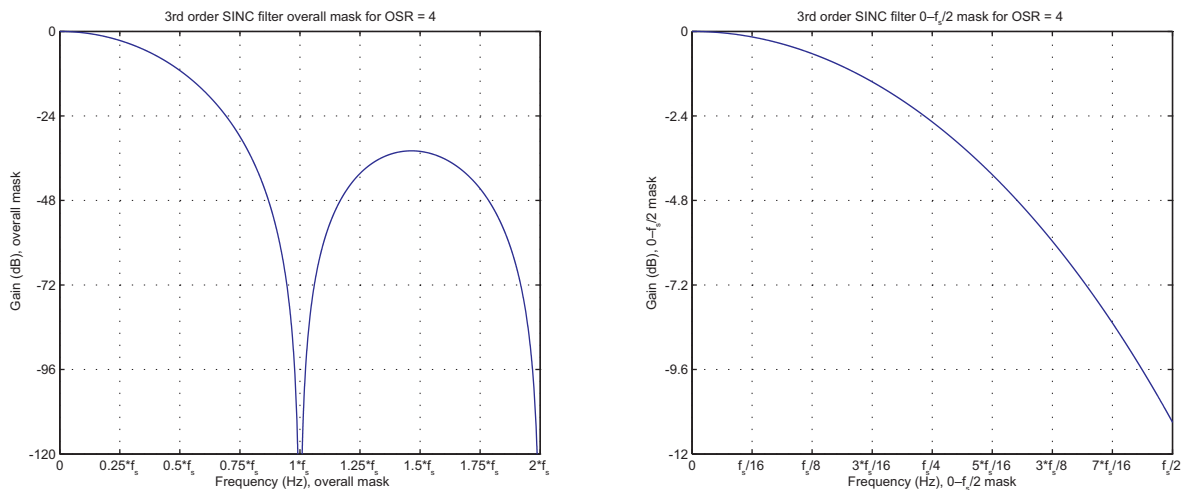 3rd order SINC filter overall mask for OSR = 4
0
-24
-48
-72
-96
-120
Gain (dB), overall mask
0 0.25*fs 0.5*fs 0.75*fs 1*fs 1.25*fs 1.5*fs 1.75*fs 2*fs
Frequency (Hz), overall mask
3rd order SINC filter 0–fs/2 mask for OSR = 4
0
-2.4
-4.8
-7.2
-9.6
-12
Gain (dB), 0–fs/2 mask
0 fs/16 fs/8 3*fs/16 fs/4 5*fs/16 3*fs/8 7*fs/16 fs/2
Frequency (Hz), 0–fs/2 mask